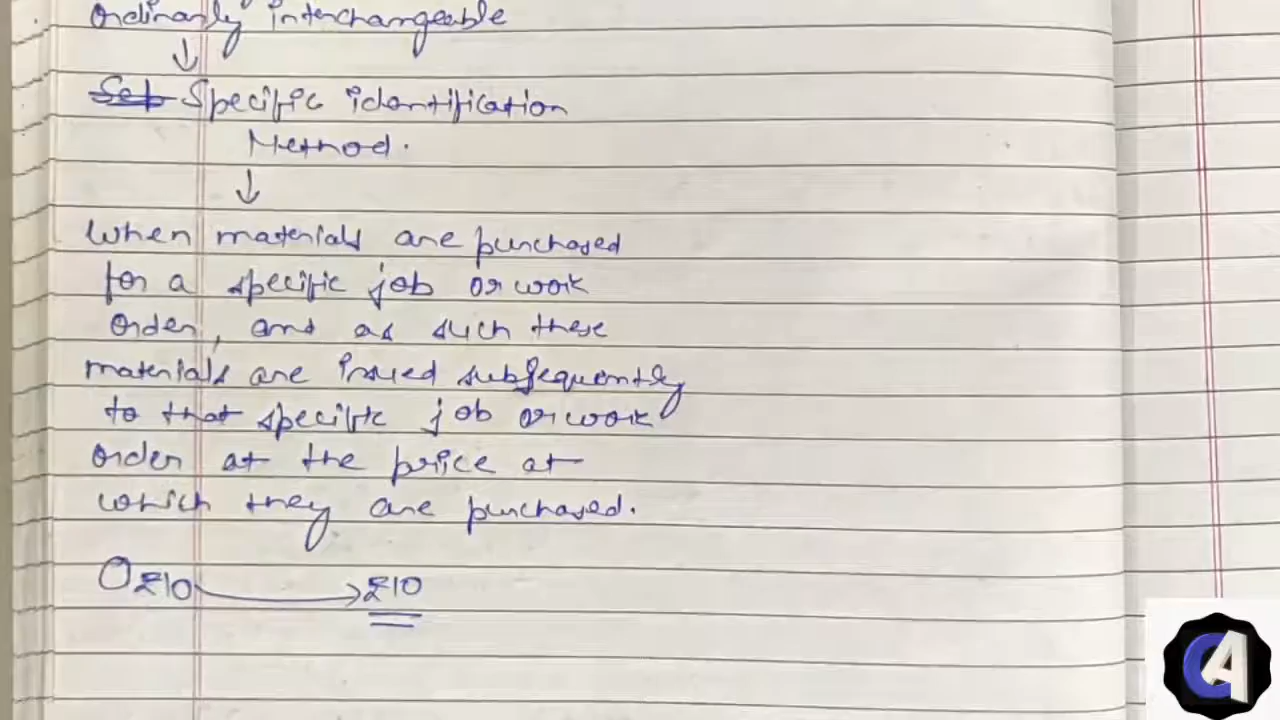 ordinarily interchangeable
↓
Set Specific identification
Method.
↓
When materials are purchased
for a specific job or work
order, and as such these
materials are issued subsequently
to that specific job or work
order at the price at
which they are purchased.
O ₹10 → ₹10
CA